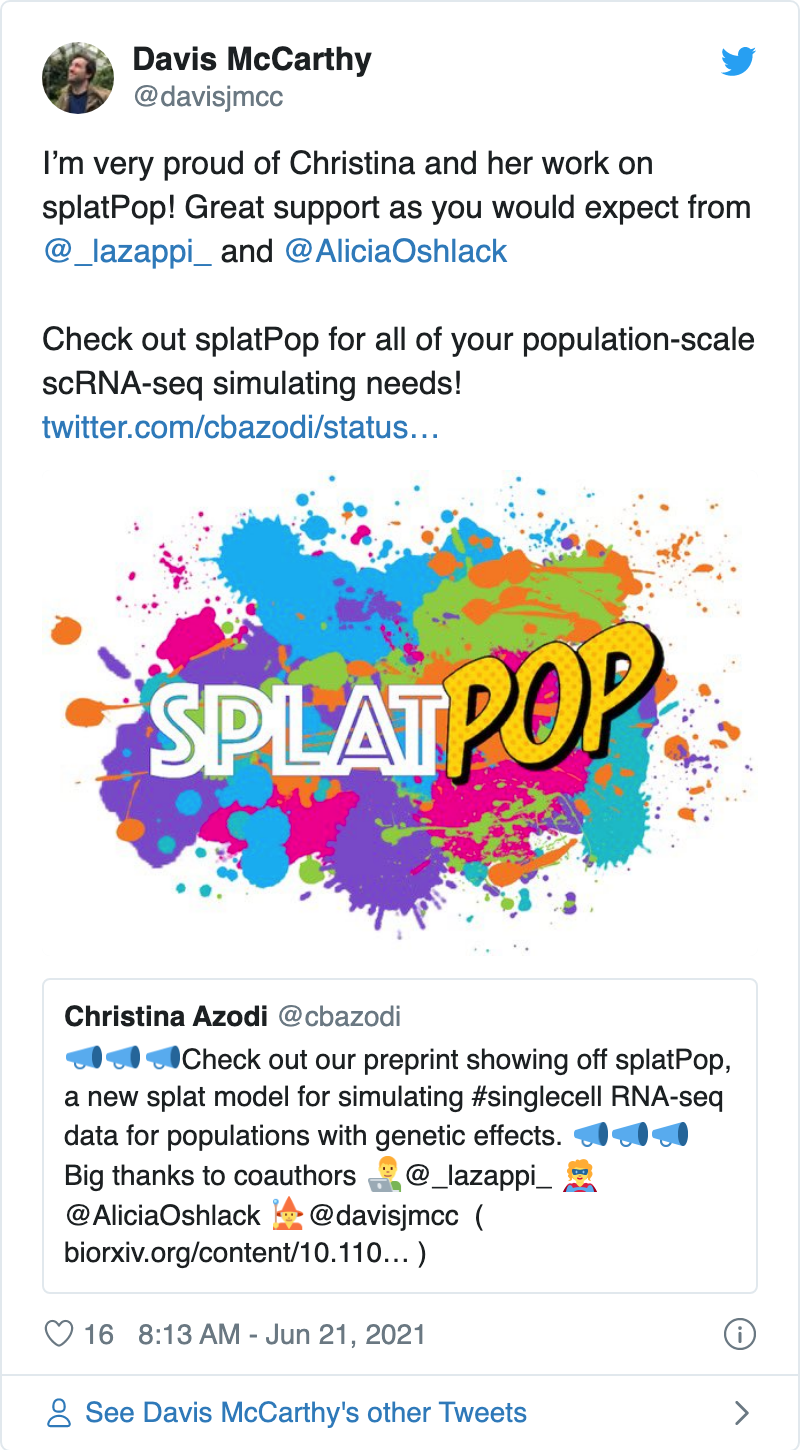 Davis McCarthy
@davisjmcc
I’m very proud of Christina and her work on
splatPop! Great support as you would expect from
@_lazappi_ and @AliciaOshlack
Check out splatPop for all of your population-scale
scRNA-seq simulating needs!
twitter.com/cbazodi/status…
SPLATPOP
Christina Azodi @cbazodi
📣📣📣Check out our preprint showing off splatPop,
a new splat model for simulating #singlecell RNA-seq
data for populations with genetic effects. 📣📣📣
Big thanks to coauthors 👨‍💻@_lazappi_ 🦸‍♀️
@AliciaOshlack 🧙‍♂️@davisjmcc (
biorxiv.org/content/10.110… )
16 8:13 AM - Jun 21, 2021
See Davis McCarthy's other Tweets